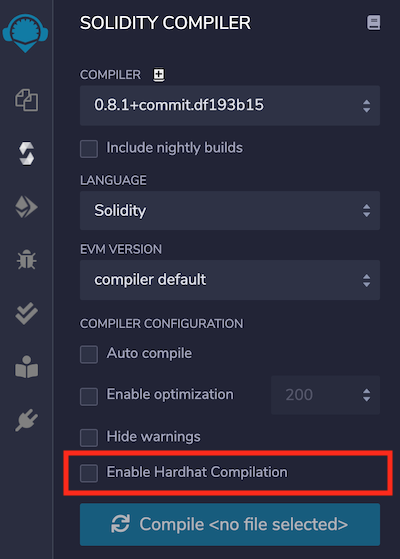 SOLIDITY COMPILER
COMPILER
0.8.1+commit.df193b15
Include nightly builds
LANGUAGE
Solidity
EVM VERSION
compiler default
COMPILER CONFIGURATION
Auto compile
Enable optimization 200
Hide warnings
Enable Hardhat Compilation
Compile <no file selected>